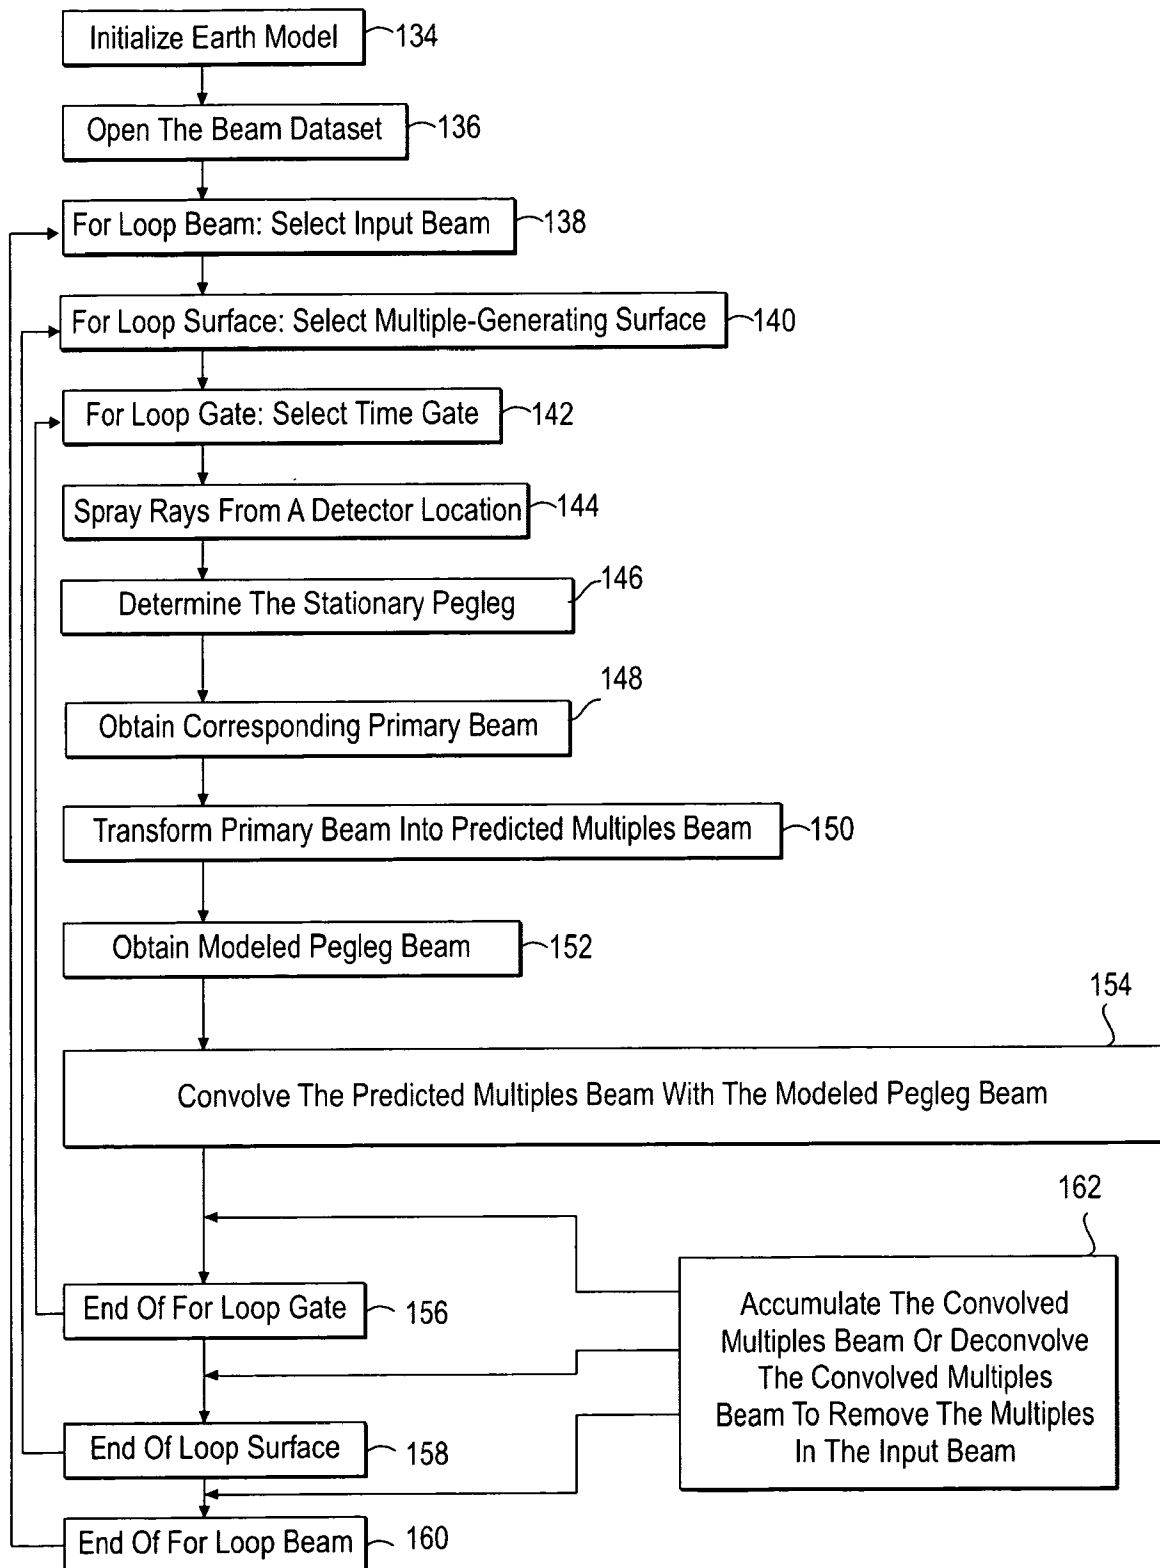 Initialize Earth Model
134
Open The Beam Dataset
136
For Loop Beam: Select Input Beam
138
For Loop Surface: Select Multiple-Generating Surface
140
For Loop Gate: Select Time Gate
142
Spray Rays From A Detector Location
144
Determine The Stationary Pegleg
146
Obtain Corresponding Primary Beam
148
Transform Primary Beam Into Predicted Multiples Beam
150
Obtain Modeled Pegleg Beam
152
154
Convolve The Predicted Multiples Beam With The Modeled Pegleg Beam
162
Accumulate The Convolved
Multiples Beam Or Deconvolve
The Convolved Multiples
Beam To Remove The Multiples
In The Input Beam
End Of For Loop Gate
156
End Of Loop Surface
158
End Of For Loop Beam
160